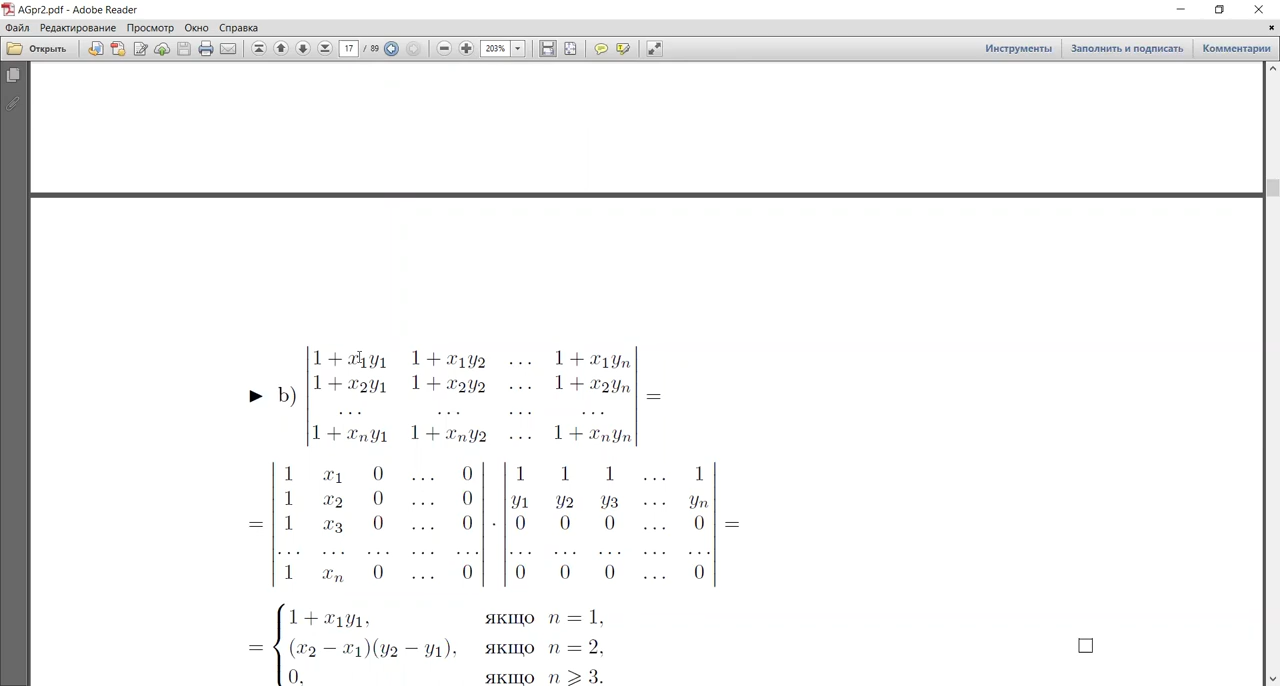 AGpr2.pdf - Adobe Reader
Файл Редактирование Просмотр Окно Справка
Открыть 17 / 89 203% Инструменты Заполнить и подписать Комментарии
1 + x₁y₁ 1 + x₁y₂ … 1 + x₁yₙ
1 + x₂y₁ 1 + x₂y₂ … 1 + x₂yₙ
► b) =
… … … …
1 + xₙy₁ 1 + xₙy₂ … 1 + xₙyₙ
1 x₁ 0 … 0 1 1 1 … 1
1 x₂ 0 … 0 y₁ y₂ y₃ … yₙ
= 1 x₃ 0 … 0 · 0 0 0 … 0 =
… … … … … … … … … …
1 xₙ 0 … 0 0 0 0 … 0
1 + x₁y₁, якщо n = 1,
= (x₂ − x₁)(y₂ − y₁), якщо n = 2, □
0, якщо n ⩾ 3.